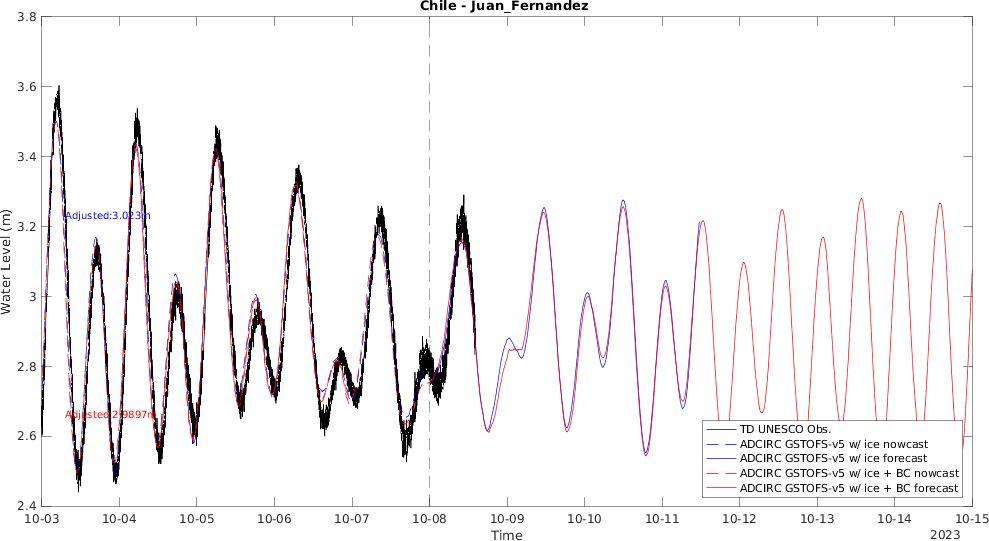 Chile - Juan_Fernandez
3.8
3.6
3.4
3.2
3
2.8
2.6
2.4
Water Level (m)
Adjusted:3.023m
Adjusted:2.9897m
TD UNESCO Obs.
ADCIRC GSTOFS-v5 w/ ice nowcast
ADCIRC GSTOFS-v5 w/ ice forecast
ADCIRC GSTOFS-v5 w/ ice + BC nowcast
ADCIRC GSTOFS-v5 w/ ice + BC forecast
10-03 10-04 10-05 10-06 10-07 10-08 10-09 10-10 10-11 10-12 10-13 10-14 10-15
Time
2023